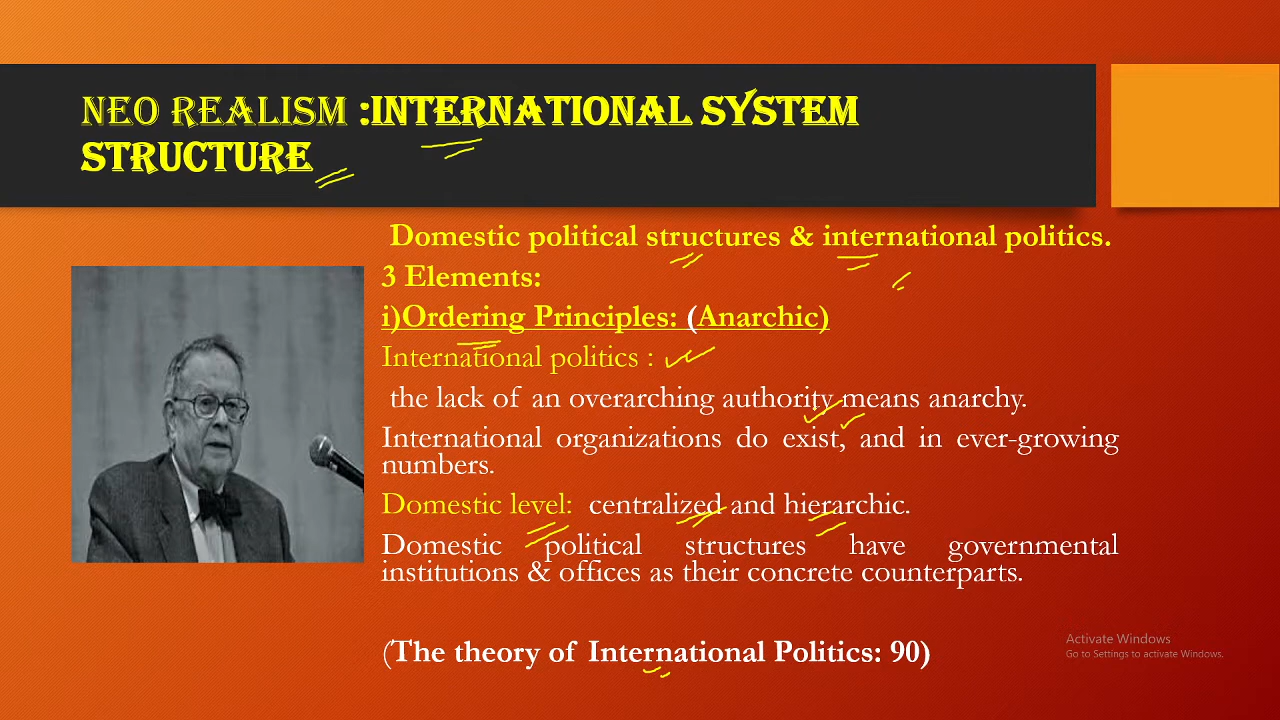 NEO REALISM :INTERNATIONAL SYSTEM
STRUCTURE
Domestic political structures & international politics.
3 Elements:
i)Ordering Principles: (Anarchic)
International politics :
the lack of an overarching authority means anarchy.
International organizations do exist, and in ever-growing
numbers.
Domestic level: centralized and hierarchic.
Domestic political structures have governmental
institutions & offices as their concrete counterparts.
(The theory of International Politics: 90)
Activate Windows
Go to Settings to activate Windows.